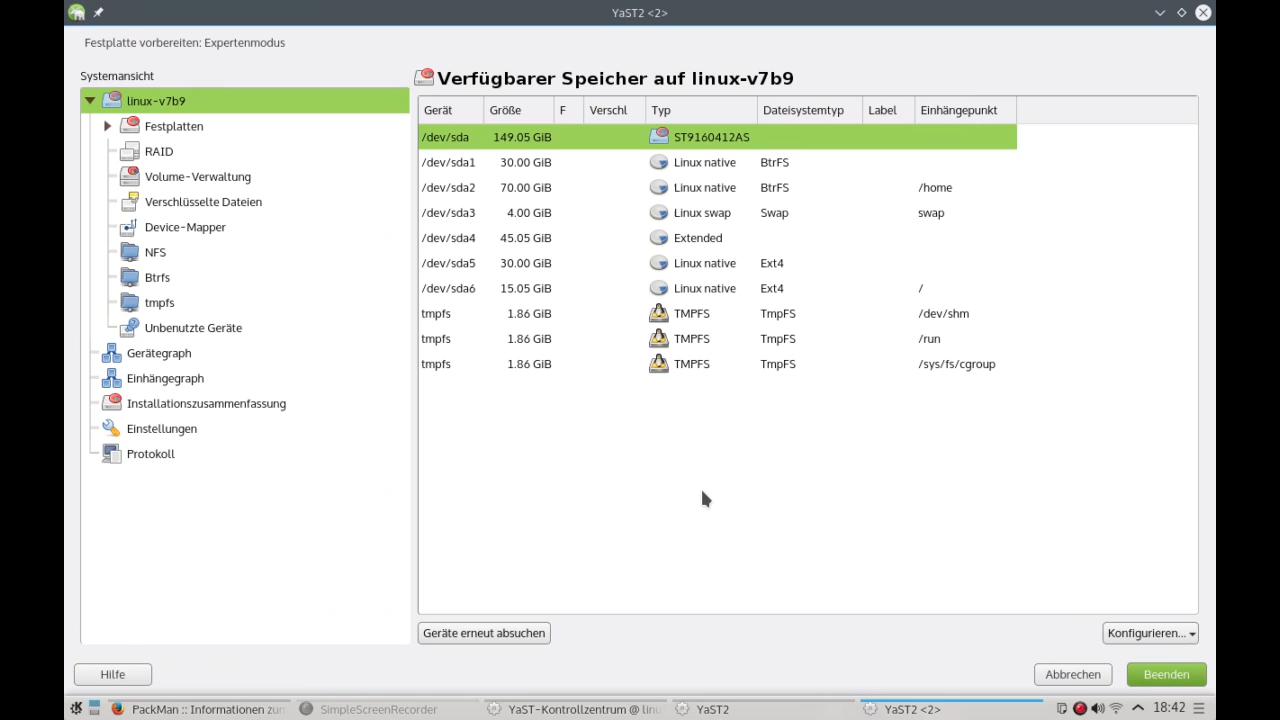 YaST2 <2>
Festplatte vorbereiten: Expertenmodus
Systemansicht
linux-v7b9
Festplatten
RAID
Volume-Verwaltung
Verschlüsselte Dateien
Device-Mapper
NFS
Btrfs
tmpfs
Unbenutzte Geräte
Gerätegraph
Einhängegraph
Installationszusammenfassung
Einstellungen
Protokoll
Verfügbarer Speicher auf linux-v7b9
Gerät Größe F Verschl Typ Dateisystemtyp Label Einhängepunkt
/dev/sda 149.05 GiB ST9160412AS
/dev/sda1 30.00 GiB Linux native BtrFS
/dev/sda2 70.00 GiB Linux native BtrFS /home
/dev/sda3 4.00 GiB Linux swap Swap swap
/dev/sda4 45.05 GiB Extended
/dev/sda5 30.00 GiB Linux native Ext4
/dev/sda6 15.05 GiB Linux native Ext4 /
tmpfs 1.86 GiB TMPFS TmpFS /dev/shm
tmpfs 1.86 GiB TMPFS TmpFS /run
tmpfs 1.86 GiB TMPFS TmpFS /sys/fs/cgroup
Geräte erneut absuchen Konfigurieren...
Hilfe Abbrechen Beenden
PackMan :: Informationen zun SimpleScreenRecorder YaST-Kontrollzentrum @ linu YaST2 YaST2 <2> 18:42